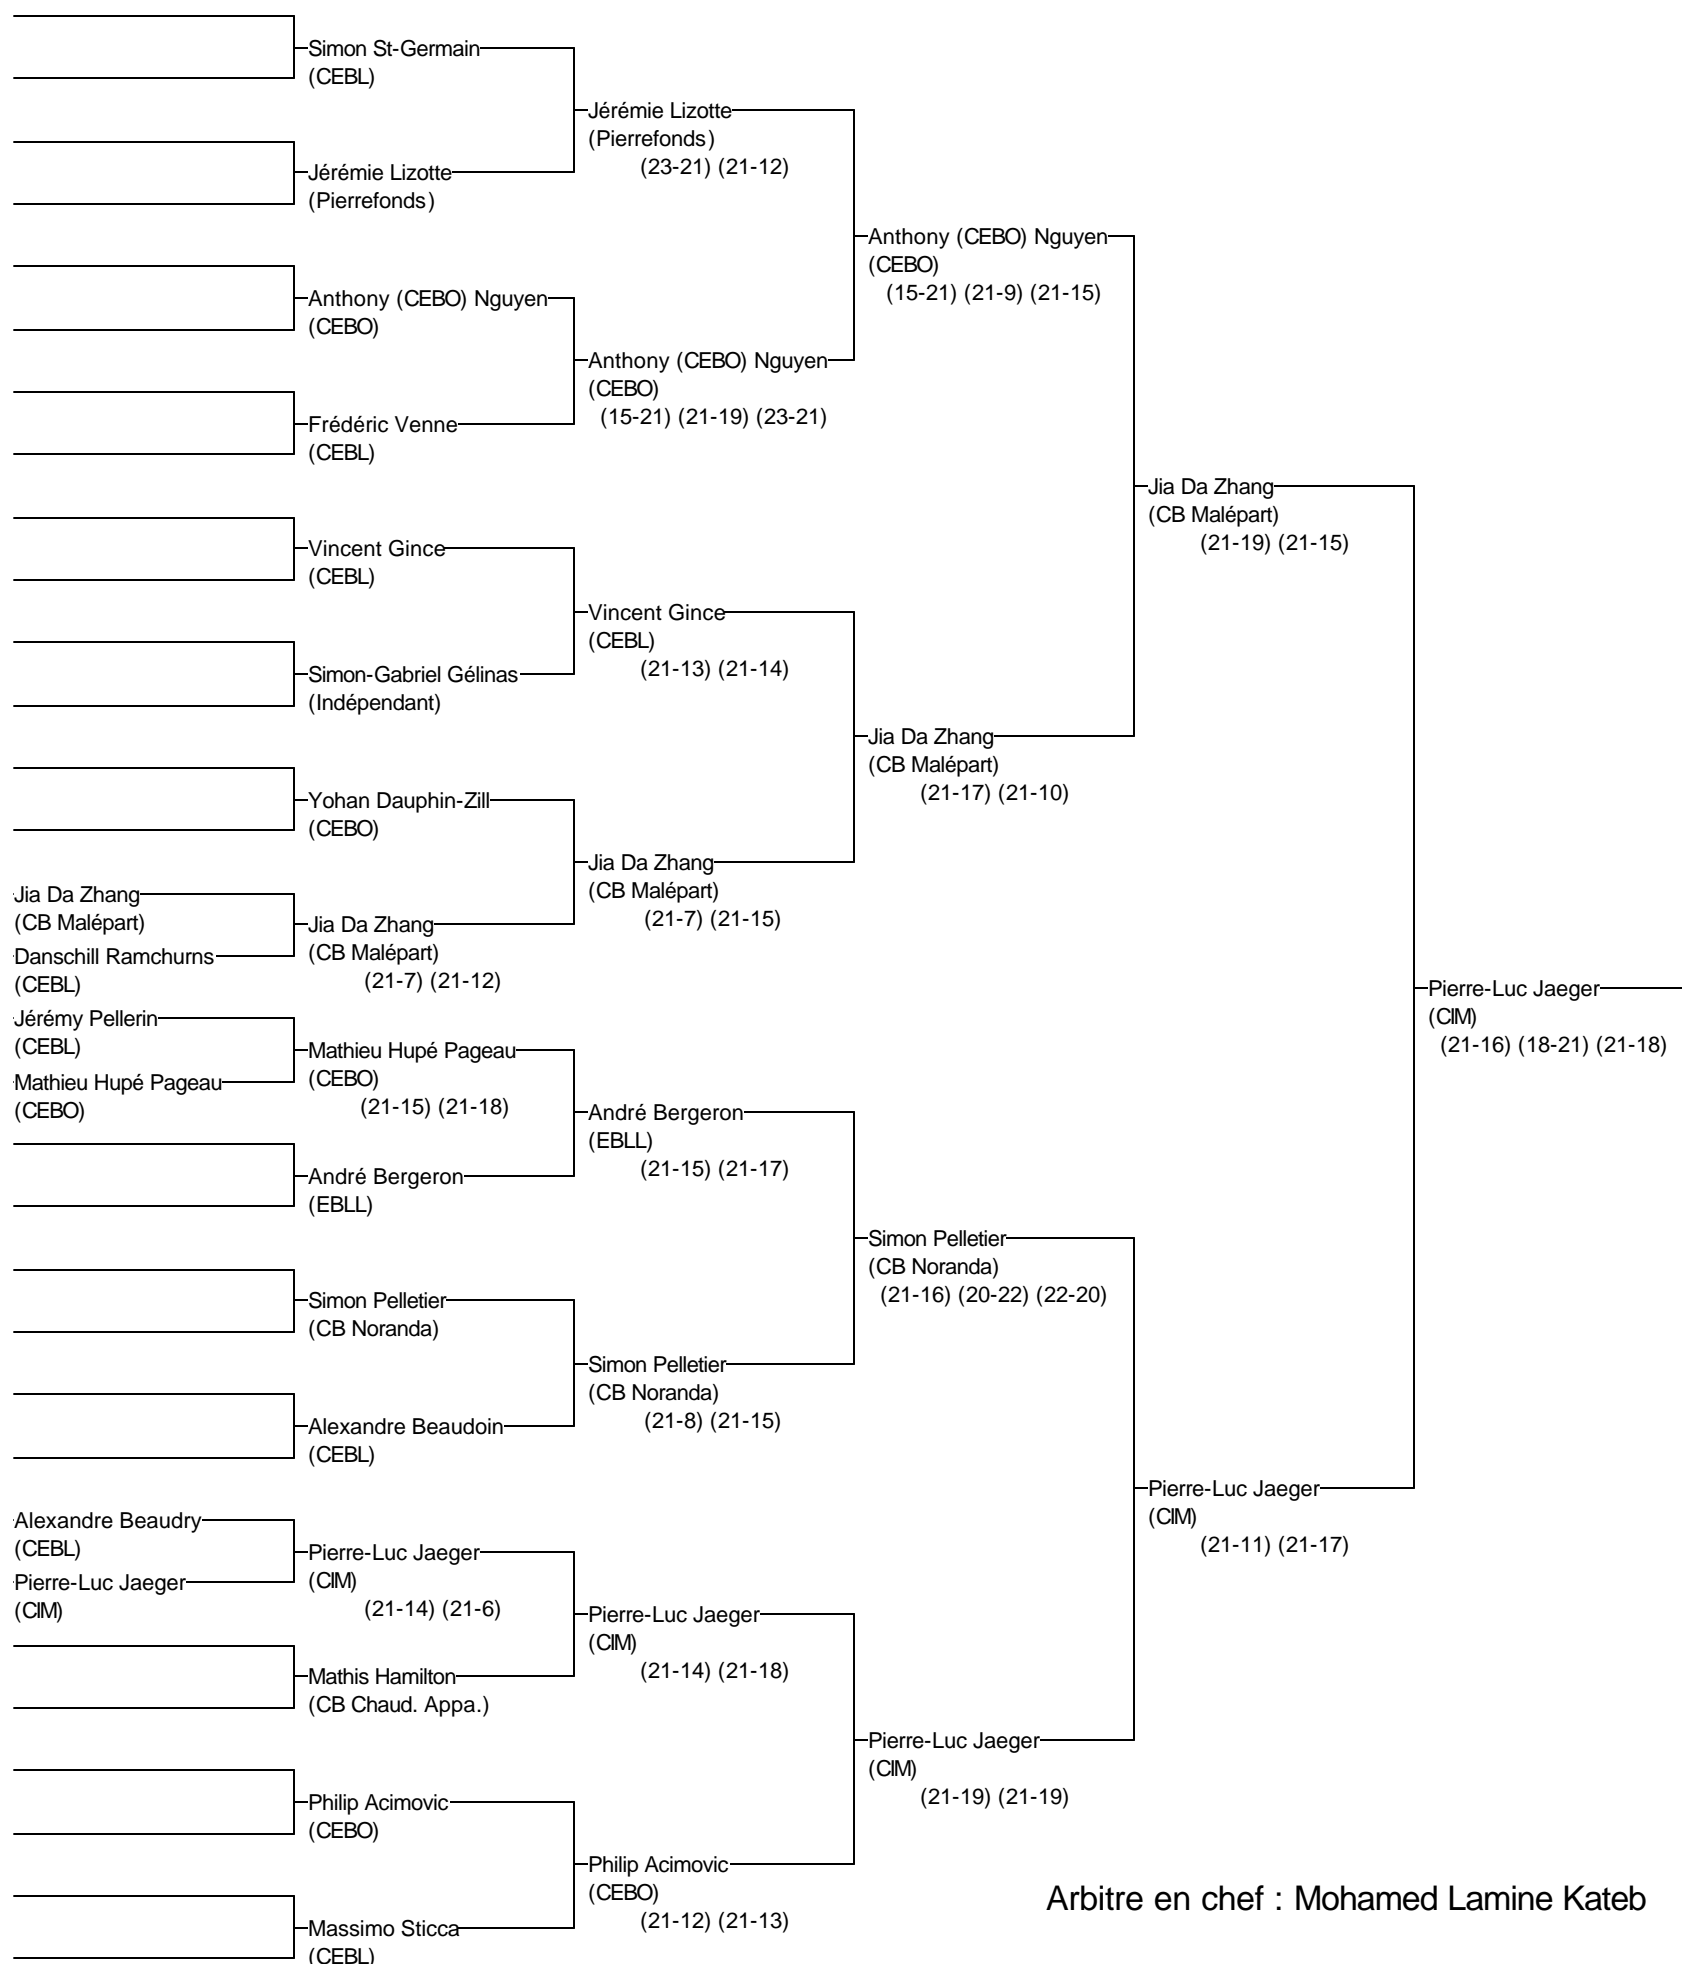 Jia Da Zhang
(CB Malépart)
Danschill Ramchurns
(CEBL)
Jérémy Pellerin
(CEBL)
Mathieu Hupé Pageau
(CEBO)
Alexandre Beaudry
(CEBL)
Pierre-Luc Jaeger
(CIM)
Simon St-Germain
(CEBL)
Jérémie Lizotte
(Pierrefonds)
Anthony (CEBO) Nguyen
(CEBO)
Frédéric Venne
(CEBL)
Vincent Gince
(CEBL)
Simon-Gabriel Gélinas
(Indépendant)
Yohan Dauphin-Zill
(CEBO)
Jia Da Zhang
(CB Malépart)
(21-7) (21-12)
Mathieu Hupé Pageau
(CEBO)
(21-15) (21-18)
André Bergeron
(EBLL)
Simon Pelletier
(CB Noranda)
Alexandre Beaudoin
(CEBL)
Pierre-Luc Jaeger
(CIM)
(21-14) (21-6)
Mathis Hamilton
(CB Chaud. Appa.)
Philip Acimovic
(CEBO)
Massimo Sticca
(CEBL)
Jérémie Lizotte
(Pierrefonds)
(23-21) (21-12)
Anthony (CEBO) Nguyen
(CEBO)
(15-21) (21-19) (23-21)
Vincent Gince
(CEBL)
(21-13) (21-14)
Jia Da Zhang
(CB Malépart)
(21-7) (21-15)
André Bergeron
(EBLL)
(21-15) (21-17)
Simon Pelletier
(CB Noranda)
(21-8) (21-15)
Pierre-Luc Jaeger
(CIM)
(21-14) (21-18)
Philip Acimovic
(CEBO)
(21-12) (21-13)
Anthony (CEBO) Nguyen
(CEBO)
(15-21) (21-9) (21-15)
Jia Da Zhang
(CB Malépart)
(21-17) (21-10)
Simon Pelletier
(CB Noranda)
(21-16) (20-22) (22-20)
Pierre-Luc Jaeger
(CIM)
(21-19) (21-19)
Jia Da Zhang
(CB Malépart)
(21-19) (21-15)
Pierre-Luc Jaeger
(CIM)
(21-11) (21-17)
Pierre-Luc Jaeger
(CIM)
(21-16) (18-21) (21-18)
Arbitre en chef : Mohamed Lamine Kateb